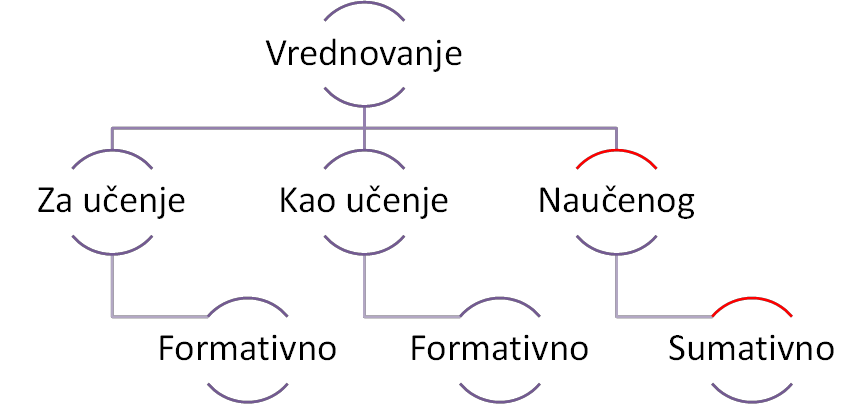 Vrednovanje
Za učenje
Kao učenje
Naučenog
Formativno
Formativno
Sumativno